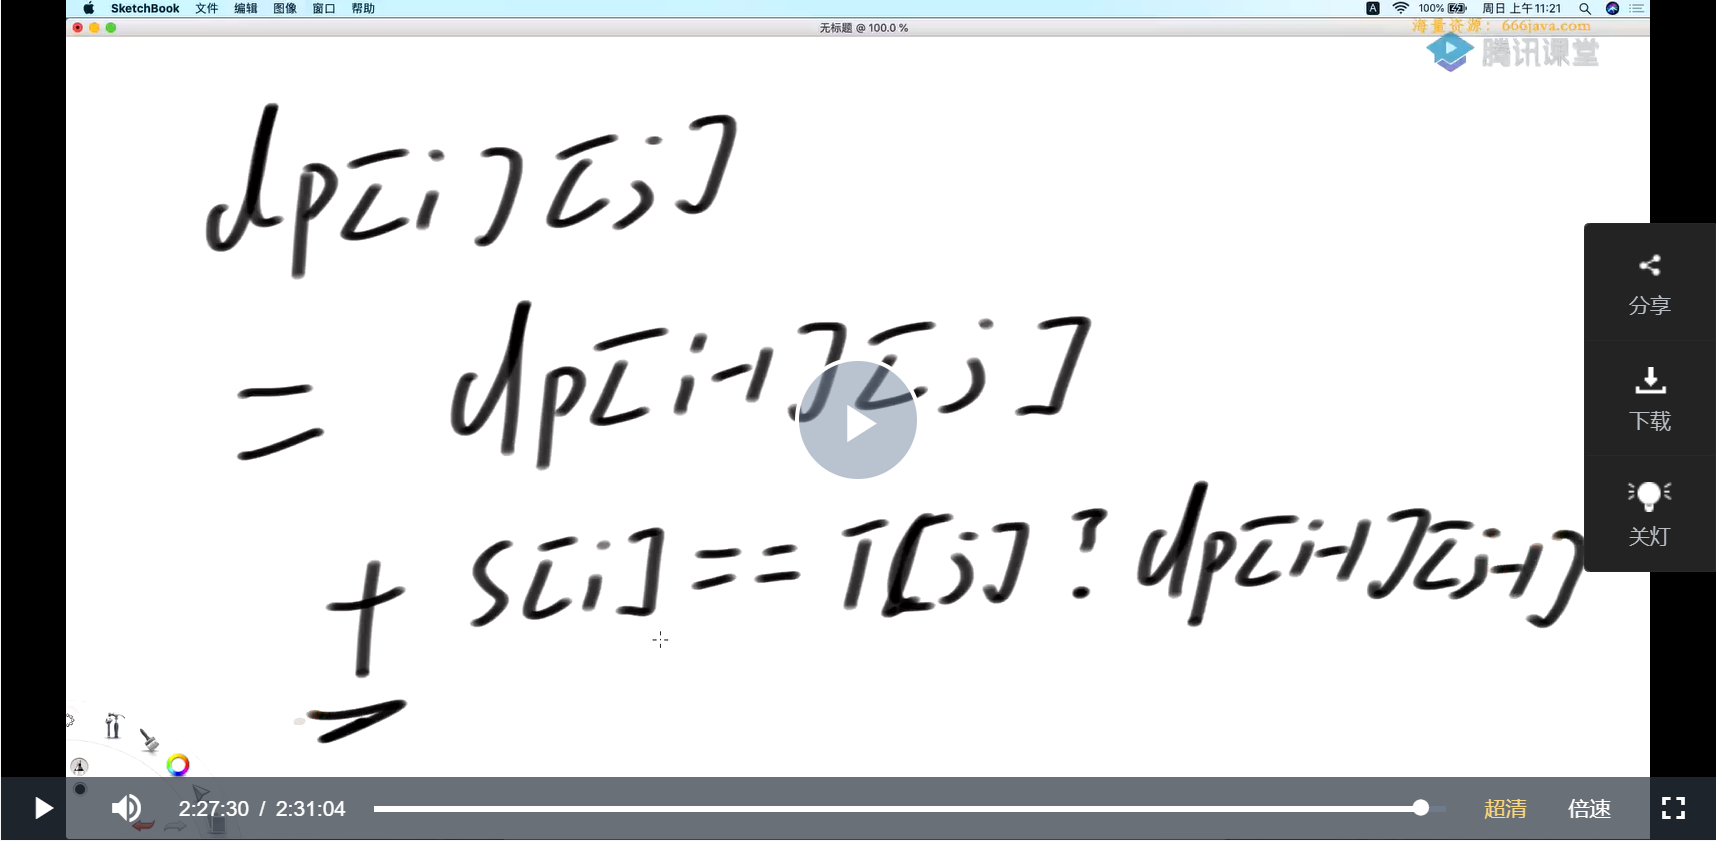 SketchBook 文件 编辑 图像 窗口 帮助 A 100% 周日 上午11:21
无标题 @ 100.0 %
海量资源：666java.com
腾讯课堂
dp[i][j]
= dp[i-1][j]
+ s[i] == T[j] ? dp[i-1][j-1]
分享
下载
关灯
2:27:30 / 2:31:04 超清 倍速